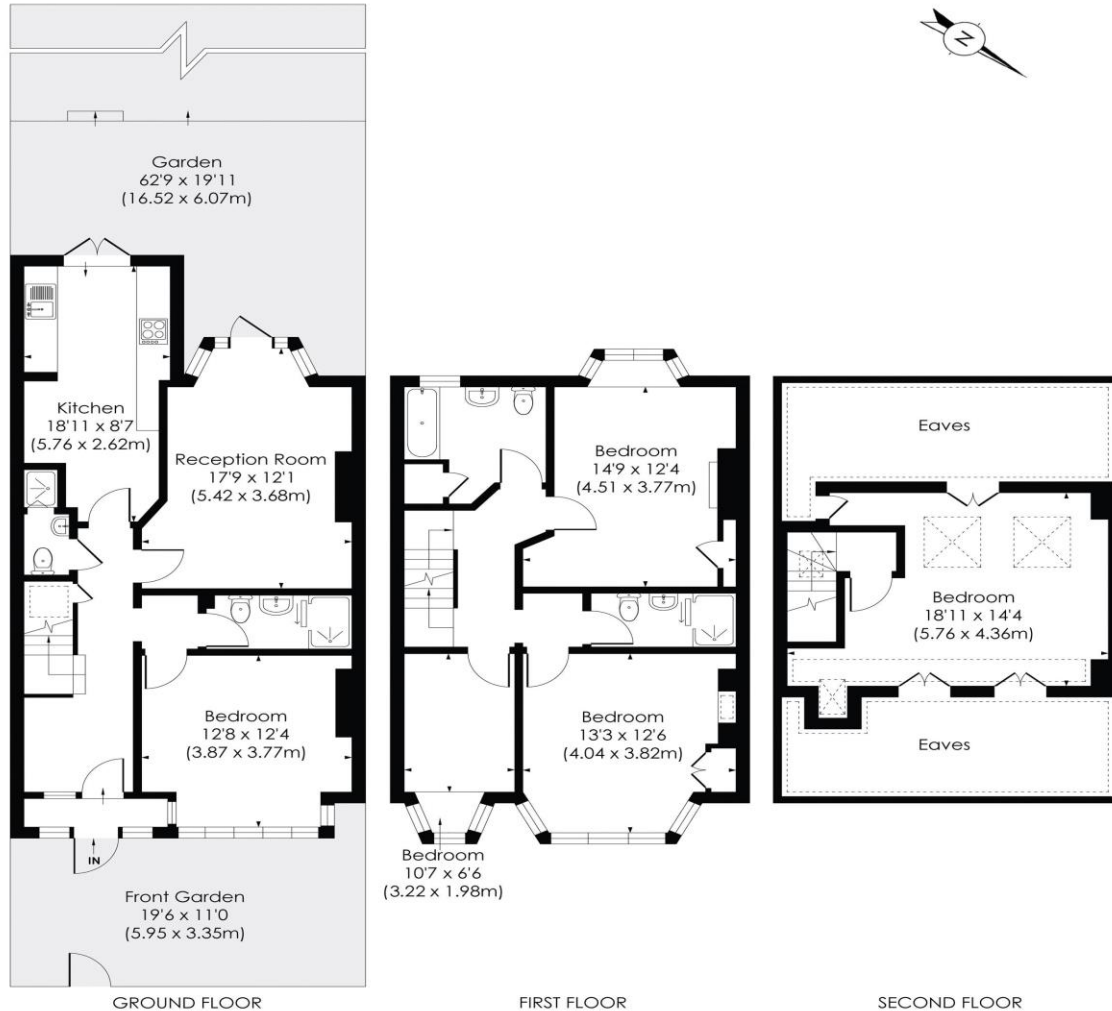 N
Garden
62'9 x 19'11
(16.52 x 6.07m)
Kitchen
18'11 x 8'7
(5.76 x 2.62m)
Reception Room
17'9 x 12'1
(5.42 x 3.68m)
Bedroom
12'8 x 12'4
(3.87 x 3.77m)
IN
Front Garden
19'6 x 11'0
(5.95 x 3.35m)
GROUND FLOOR
Bedroom
14'9 x 12'4
(4.51 x 3.77m)
Bedroom
13'3 x 12'6
(4.04 x 3.82m)
Bedroom
10'7 x 6'6
(3.22 x 1.98m)
FIRST FLOOR
Eaves
Bedroom
18'11 x 14'4
(5.76 x 4.36m)
Eaves
SECOND FLOOR